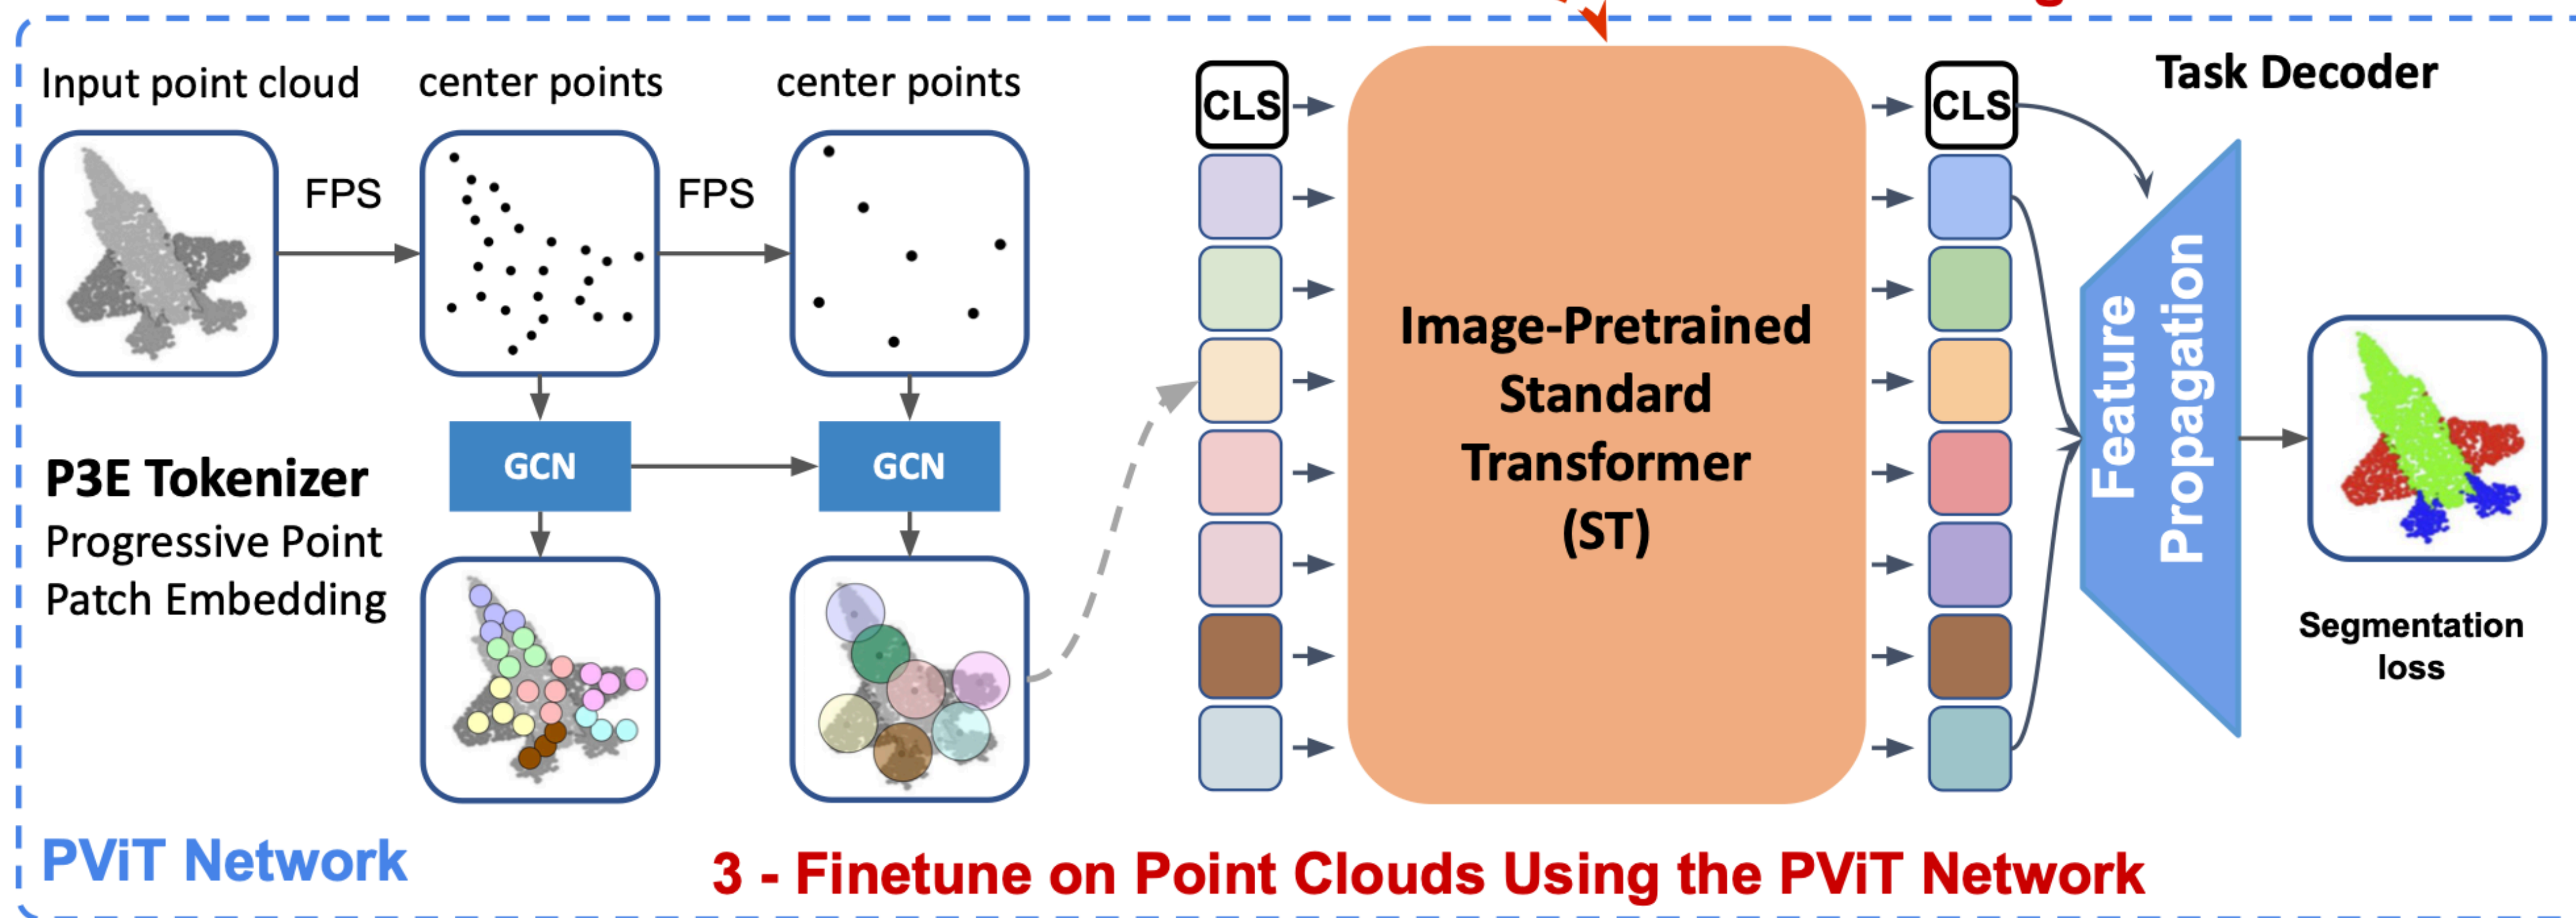 Input point cloud
center points
center points
Task Decoder
FPS
FPS
CLS
CLS
Image-Pretrained
Standard
Transformer
(ST)
Feature
Propagation
GCN
GCN
P3E Tokenizer
Progressive Point
Patch Embedding
Segmentation
loss
PViT Network
3 - Finetune on Point Clouds Using the PViT Network